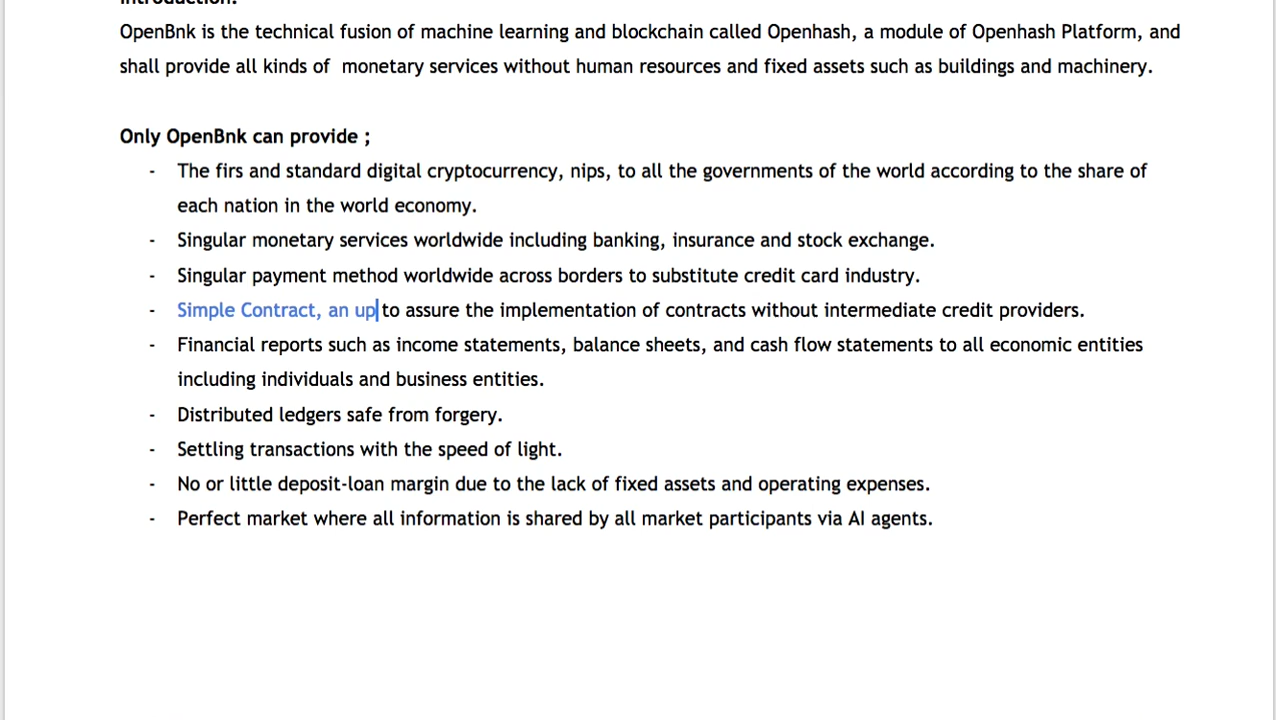 Introduction:
OpenBnk is the technical fusion of machine learning and blockchain called Openhash, a module of Openhash Platform, and
shall provide all kinds of  monetary services without human resources and fixed assets such as buildings and machinery.
Only OpenBnk can provide ;
- The firs and standard digital cryptocurrency, nips, to all the governments of the world according to the share of
each nation in the world economy.
- Singular monetary services worldwide including banking, insurance and stock exchange.
- Singular payment method worldwide across borders to substitute credit card industry.
- Simple Contract, an up to assure the implementation of contracts without intermediate credit providers.
- Financial reports such as income statements, balance sheets, and cash flow statements to all economic entities
including individuals and business entities.
- Distributed ledgers safe from forgery.
- Settling transactions with the speed of light.
- No or little deposit-loan margin due to the lack of fixed assets and operating expenses.
- Perfect market where all information is shared by all market participants via AI agents.